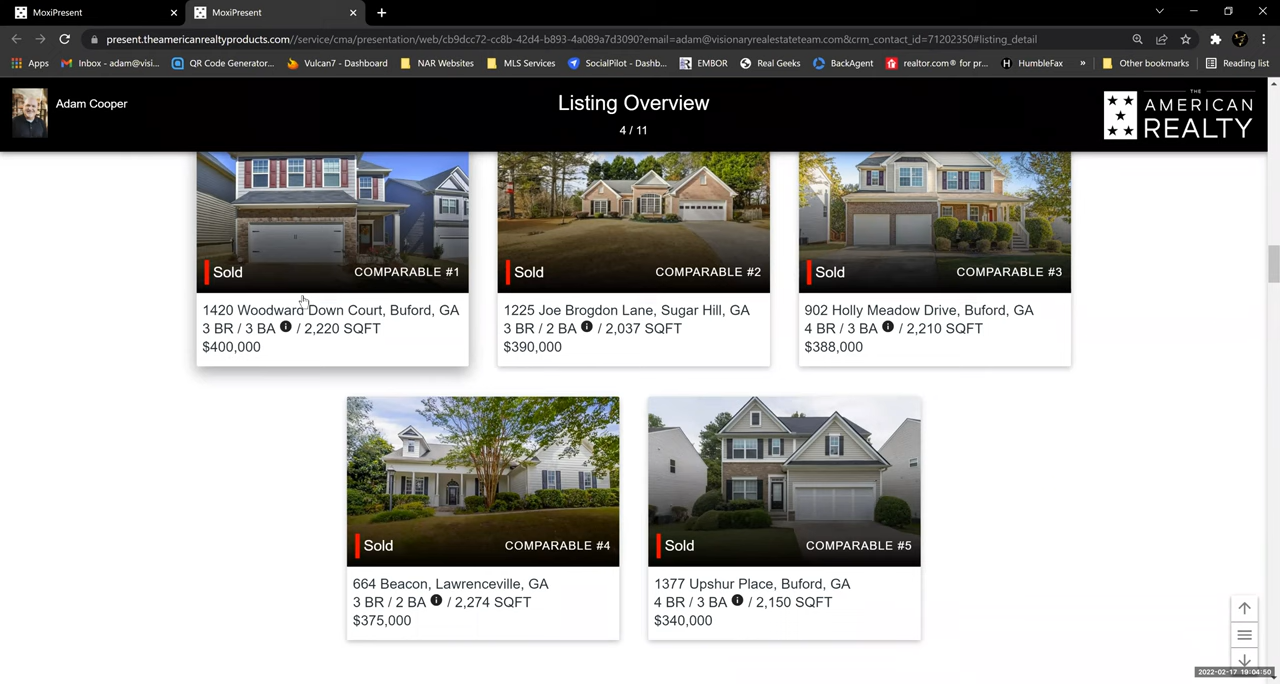 MoxiPresent
MoxiPresent
present.theamericanrealtyproducts.com//service/cma/presentation/web/cb9dcc72-cc8b-42d4-b893-4a089a7d3090?email=adam@visionaryrealestateteam.com&crm_contact_id=71202350#listing_detail
Apps
Inbox - adam@visi...
QR Code Generator...
Vulcan7 - Dashboard
NAR Websites
MLS Services
SocialPilot - Dashb...
EMBOR
Real Geeks
BackAgent
realtor.com® for pr...
HumbleFax
»
Other bookmarks
Reading list
Adam Cooper
Listing Overview
4 / 11
THE
AMERICAN
REALTY
Sold
COMPARABLE #1
1420 Woodward Down Court, Buford, GA
3 BR / 3 BA / 2,220 SQFT
$400,000
Sold
COMPARABLE #2
1225 Joe Brogdon Lane, Sugar Hill, GA
3 BR / 2 BA / 2,037 SQFT
$390,000
Sold
COMPARABLE #3
902 Holly Meadow Drive, Buford, GA
4 BR / 3 BA / 2,210 SQFT
$388,000
Sold
COMPARABLE #4
664 Beacon, Lawrenceville, GA
3 BR / 2 BA / 2,274 SQFT
$375,000
Sold
COMPARABLE #5
1377 Upshur Place, Buford, GA
4 BR / 3 BA / 2,150 SQFT
$340,000
2022-02-17 19:04:50